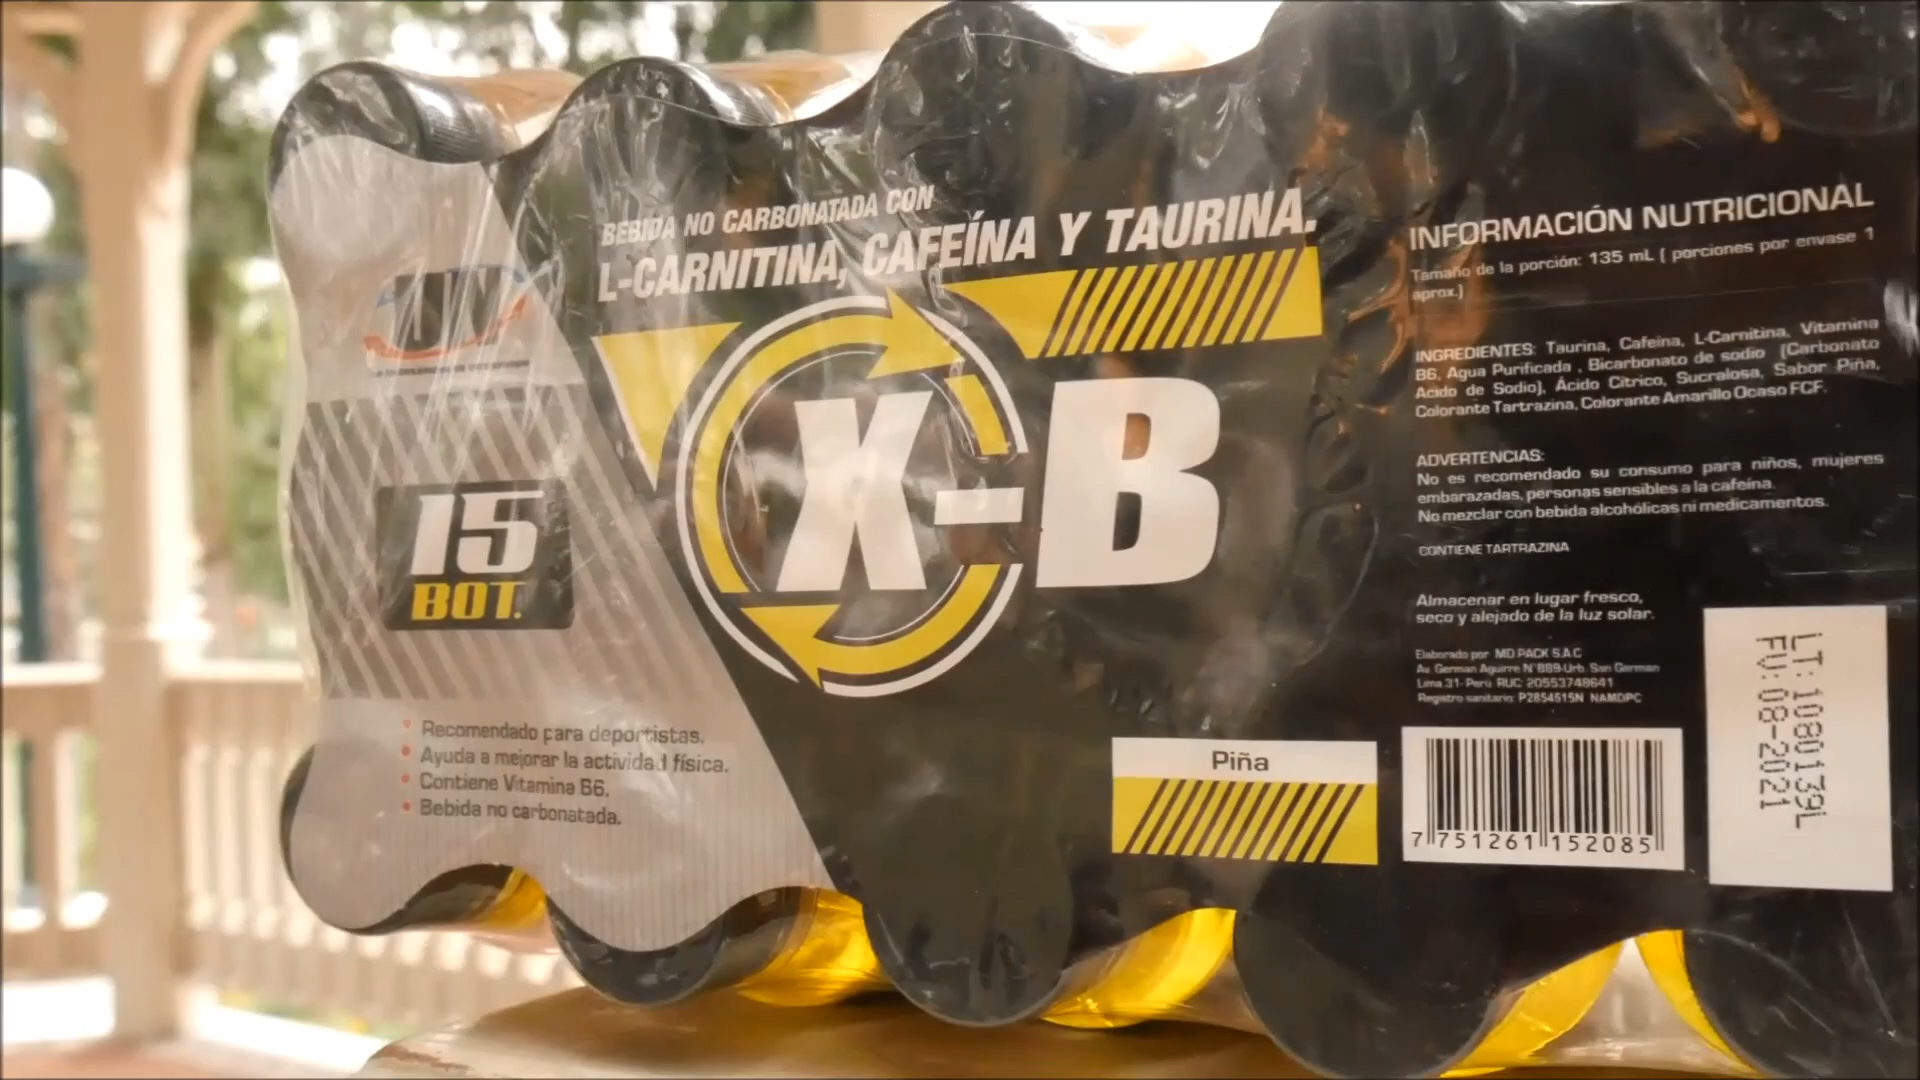 BEBIDA NO CARBONATADA CON
L-CARNITINA, CAFEÍNA Y TAURINA.
X-B
15
BOT.
Recomendado para deportistas.
Ayuda a mejorar la actividad física.
Contiene Vitamina B6.
Bebida no carbonatada.
Piña
INFORMACIÓN NUTRICIONAL
Tamaño de la porción: 135 mL ( porciones por envase 1
aprox.)
INGREDIENTES: Taurina, Cafeína, L-Carnitina, Vitamina
B6, Agua Purificada , Bicarbonato de sodio (Carbonato
Acido de Sodio), Ácido Cítrico, Sucralosa, Sabor Piña,
Colorante Tartrazina, Colorante Amarillo Ocaso FCF.
ADVERTENCIAS:
No es recomendado su consumo para niños, mujeres
embarazadas, personas sensibles a la cafeína.
No mezclar con bebida alcohólicas ni medicamentos.
CONTIENE TARTRAZINA
Almacenar en lugar fresco,
seco y alejado de la luz solar.
Elaborado por MD PACK S.A.C
Av. German Aguirre N°889-Urb. San German
Lima 31- Perú RUC: 20553748641
Registro sanitario: P2854515N NAMDPC
7 751261 152085
LT: 1080139L
FV: 08-2021